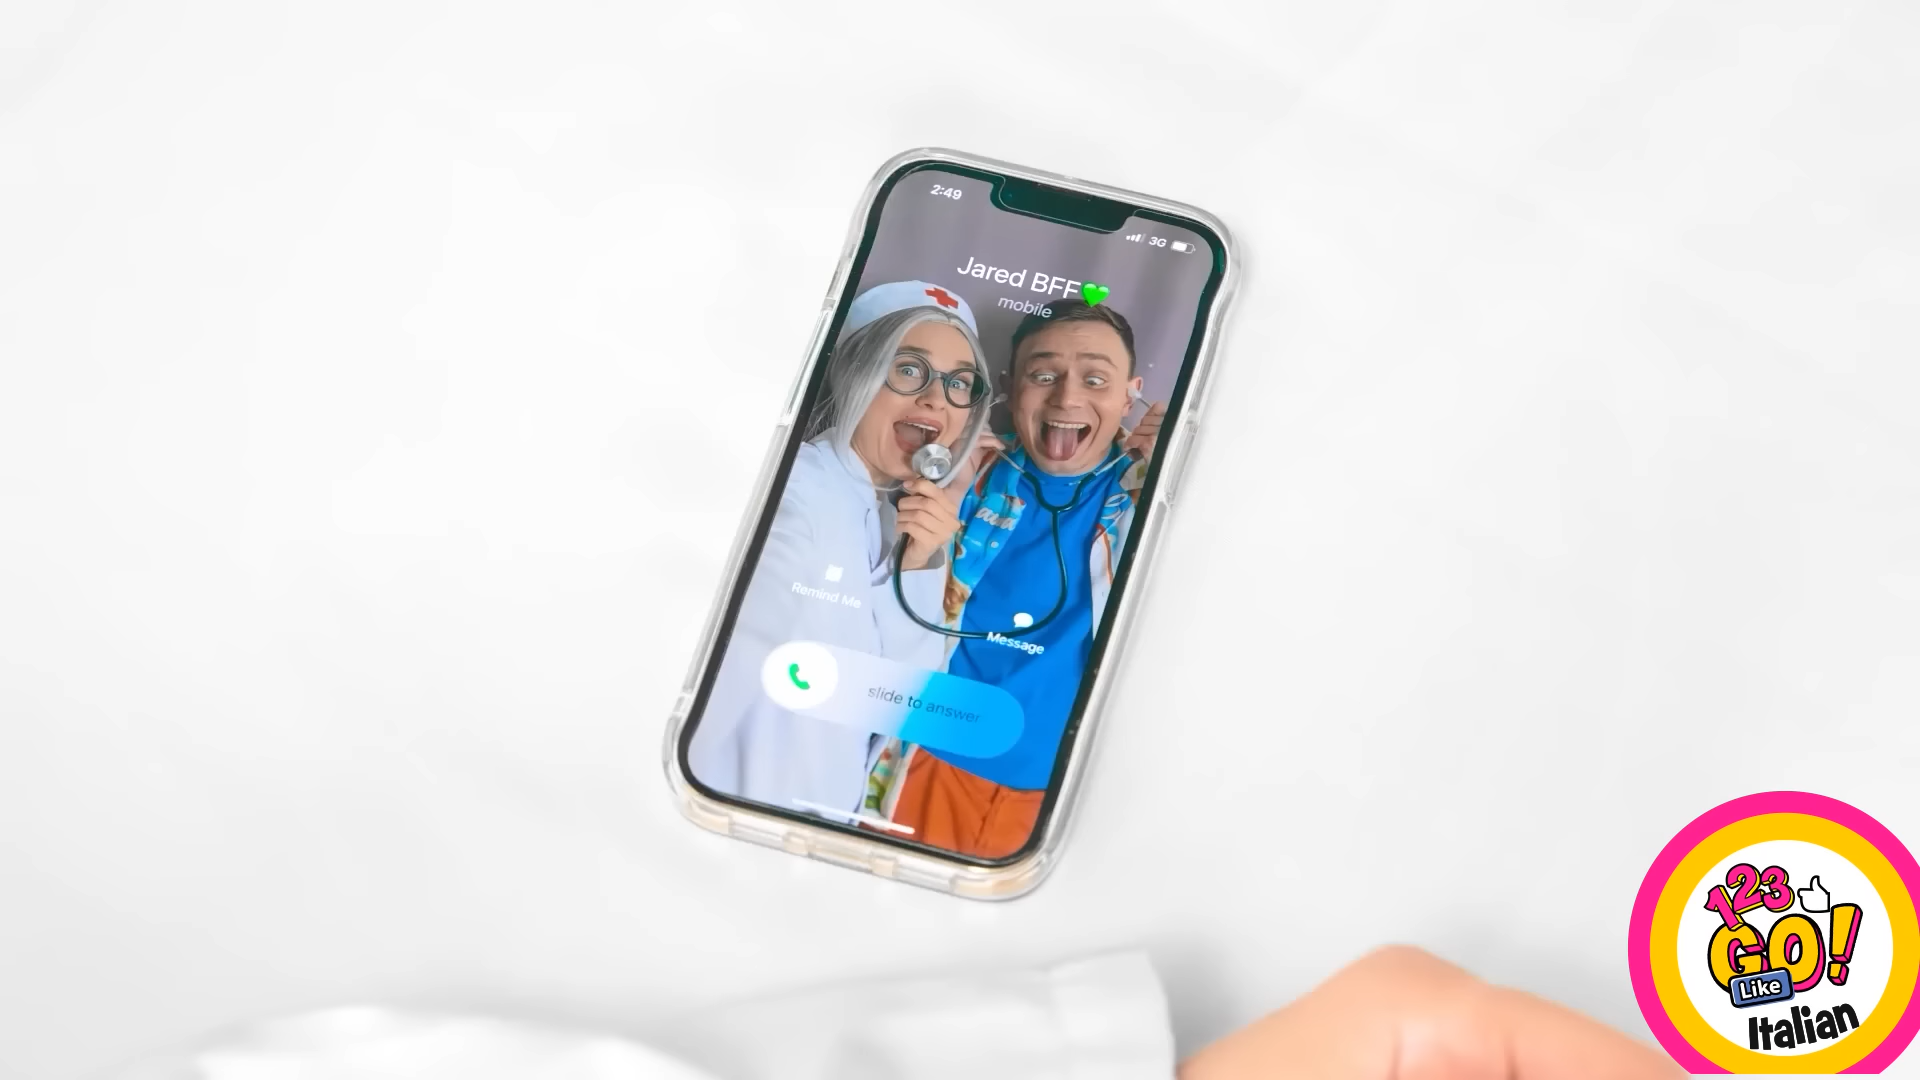 2:49
3G
Jared BFF💚
mobile
Remind Me
Message
slide to answer
123
GO!
Like
Italian